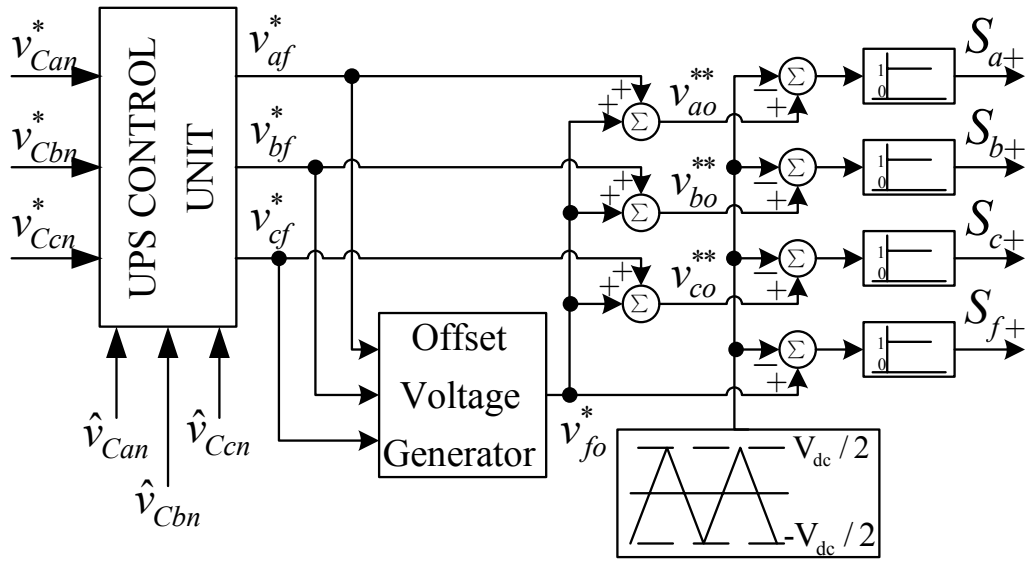 v*Can
v*Cbn
v*Ccn
UPS CONTROL
UNIT
v̂Can
v̂Cbn
v̂Ccn
v*af
v*bf
v*cf
Offset
Voltage
Generator
v*fo
+
+
Σ
v**ao
+
+
Σ
v**bo
+
+
Σ
v**co
−
+
Σ
1
0
Sa+
−
+
Σ
1
0
Sb+
−
+
Σ
1
0
Sc+
−
+
Σ
1
0
Sf+
Vdc / 2
-Vdc / 2